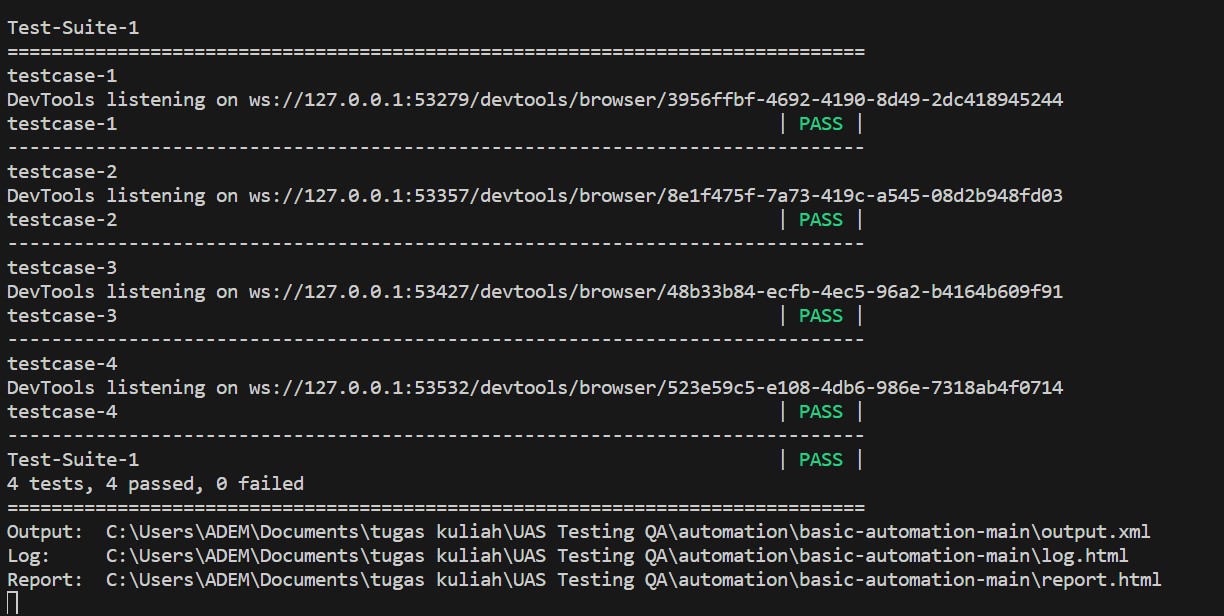 Test-Suite-1
==============================================================================
testcase-1
DevTools listening on ws://127.0.0.1:53279/devtools/browser/3956ffbf-4692-4190-8d49-2dc418945244
testcase-1                                                            | PASS |
------------------------------------------------------------------------------
testcase-2
DevTools listening on ws://127.0.0.1:53357/devtools/browser/8e1f475f-7a73-419c-a545-08d2b948fd03
testcase-2                                                            | PASS |
------------------------------------------------------------------------------
testcase-3
DevTools listening on ws://127.0.0.1:53427/devtools/browser/48b33b84-ecfb-4ec5-96a2-b4164b609f91
testcase-3                                                            | PASS |
------------------------------------------------------------------------------
testcase-4
DevTools listening on ws://127.0.0.1:53532/devtools/browser/523e59c5-e108-4db6-986e-7318ab4f0714
testcase-4                                                            | PASS |
------------------------------------------------------------------------------
Test-Suite-1                                                          | PASS |
4 tests, 4 passed, 0 failed
==============================================================================
Output:  C:\Users\ADEM\Documents\tugas kuliah\UAS Testing QA\automation\basic-automation-main\output.xml
Log:     C:\Users\ADEM\Documents\tugas kuliah\UAS Testing QA\automation\basic-automation-main\log.html
Report:  C:\Users\ADEM\Documents\tugas kuliah\UAS Testing QA\automation\basic-automation-main\report.html